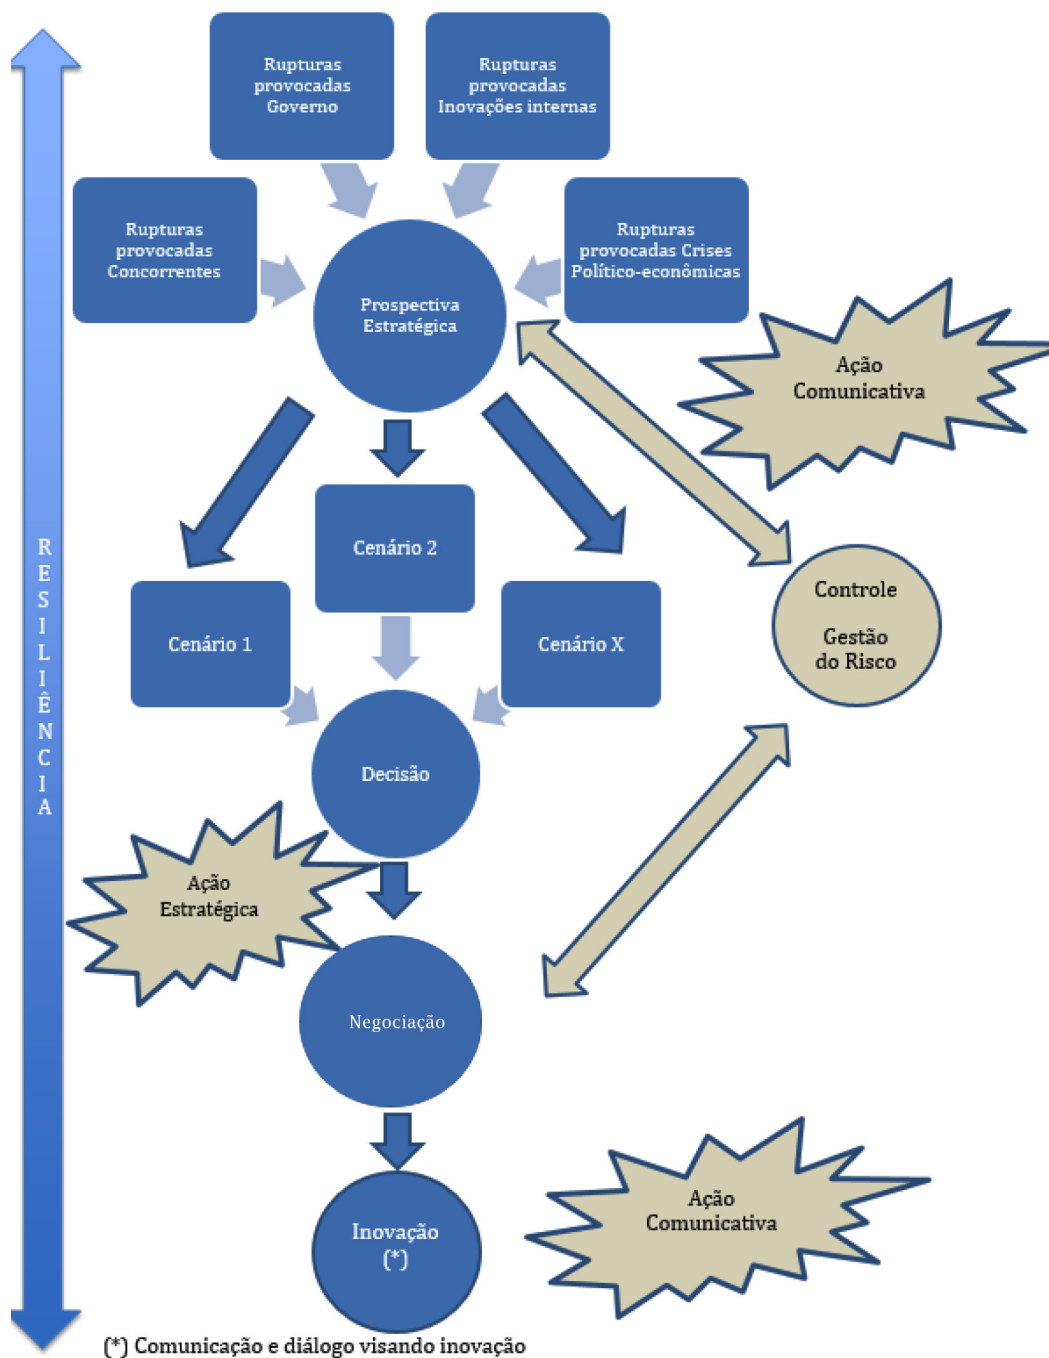 Rupturas
provocadas
Governo
Rupturas
provocadas
Inovações internas
Rupturas
provocadas
Concorrentes
Rupturas
provocadas Crises
Político-econômicas
Prospectiva
Estratégica
Ação
Comunicativa
Cenário 2
Cenário 1
Cenário X
Controle
Gestão
do Risco
RESILIÊNCIA
Decisão
Ação
Estratégica
Negociação
Inovação
(*)
Ação
Comunicativa
(*) Comunicação e diálogo visando inovação